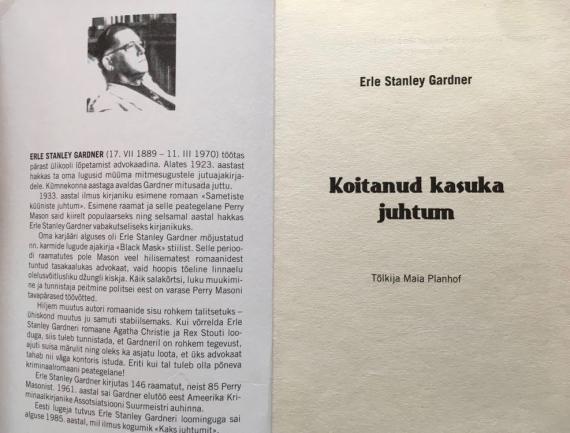 ERLE STANLEY GARDNER (17. VII 1889 – 11. III 1970) töötas
pärast ülikooli lõpetamist advokaadina. Alates 1923. aastast
hakkas ta oma lugusid müüma mitmesugustele jutuajakirja-
dele. Kümnekonna aastaga avaldas Gardner mitusada juttu.
1933. aastal ilmus kirjaniku esimene romaan «Sametiste
küüniste juhtum». Esimene raamat ja selle peategelane Perry
Mason said kiirelt populaarseks ning selsamal aastal hakkas
Erle Stanley Gardner vabakutseliseks kirjanikuks.
Oma karjääri alguses oli Erle Stanley Gardner mõjustatud
nn. karmide lugude ajakirja «Black Mask» stiilist. Selle perioo-
di raamatutes pole Mason veel hilisematest romaanidest
tuntud tasakaalukas advokaat, vaid hoopis tõeline linnaelu
olelusvõitlusliku džungli kiskja. Käik salakõrtsi, luku muukimi-
ne ja tunnistaja peitmine politsei eest on varase Perry Masoni
tavapärased töövõtted.
Hiljem muutus autori romaanide sisu rohkem talitsetuks –
ühiskond muutus ju samuti stabiilsemaks. Kui võrrelda Erle
Stanley Gardneri romaane Agatha Christie ja Rex Stouti loo-
duga, siis tuleb tunnistada, et Gardneril on rohkem tegevust,
ajuti suisa märulit ning oleks ka asjatu loota, et üks advokaat
tahab nii väga kontoris istuda. Eriti kui tal tuleb olla põneva
kriminaalromaani peategelane!
Erle Stanley Gardner kirjutas 146 raamatut, neist 85 Perry
Masonist. 1961. aastal sai Gardner elutöö eest Ameerika Kri-
minaalkirjanike Assotsiatsiooni Suurmeistri auhinna.
Eesti lugeja tutvus Erle Stanley Gardneri loominguga sai
alguse 1985. aastal, mil ilmus kogumik «Kaks juhtumit».
Erle Stanley Gardner
Koitanud kasuka
juhtum
Tõlkija Maia Planhof